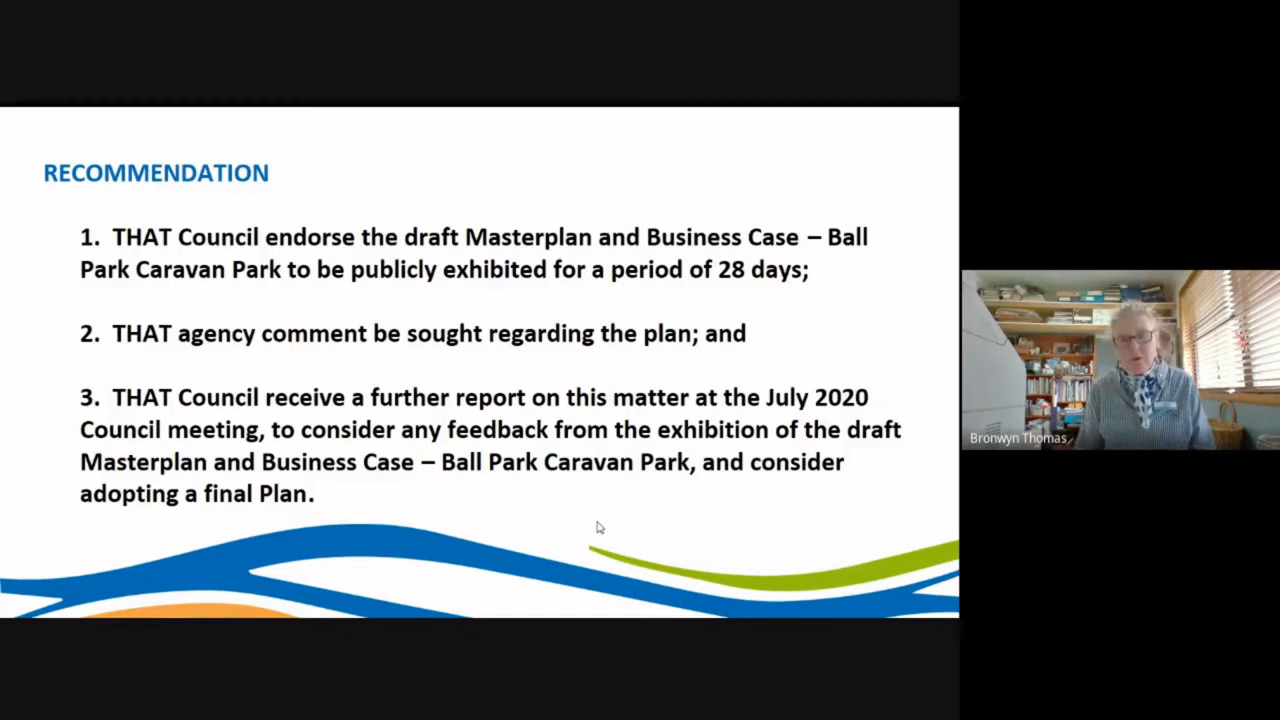 RECOMMENDATION
1. THAT Council endorse the draft Masterplan and Business Case – Ball
Park Caravan Park to be publicly exhibited for a period of 28 days;
2. THAT agency comment be sought regarding the plan; and
3. THAT Council receive a further report on this matter at the July 2020
Council meeting, to consider any feedback from the exhibition of the draft
Masterplan and Business Case – Ball Park Caravan Park, and consider
adopting a final Plan.
Bronwyn Thomas